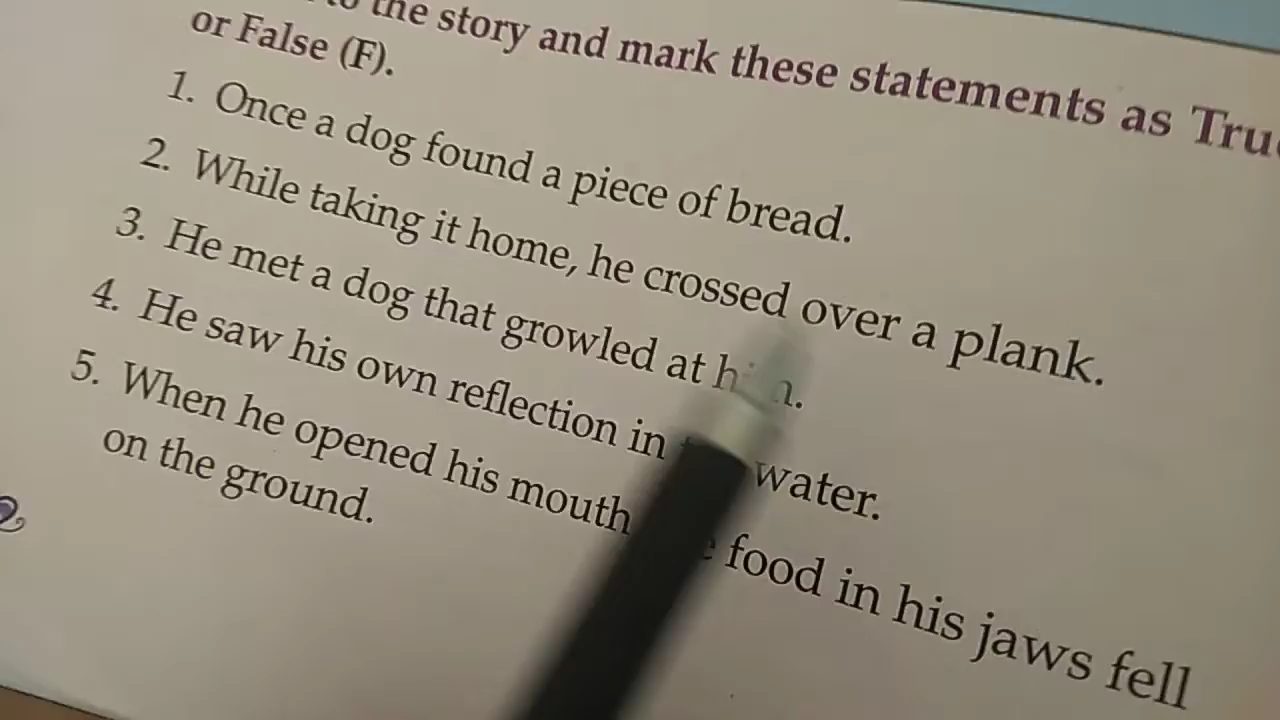 to the story and mark these statements as
or False (F).
1. Once a dog found a piece of bread.
2. While taking it home, he crossed over a plank.
3. He met a dog that growled at
4. He saw his own reflection in water.
5. When he opened his mouth food in his jaws fell
on the ground.